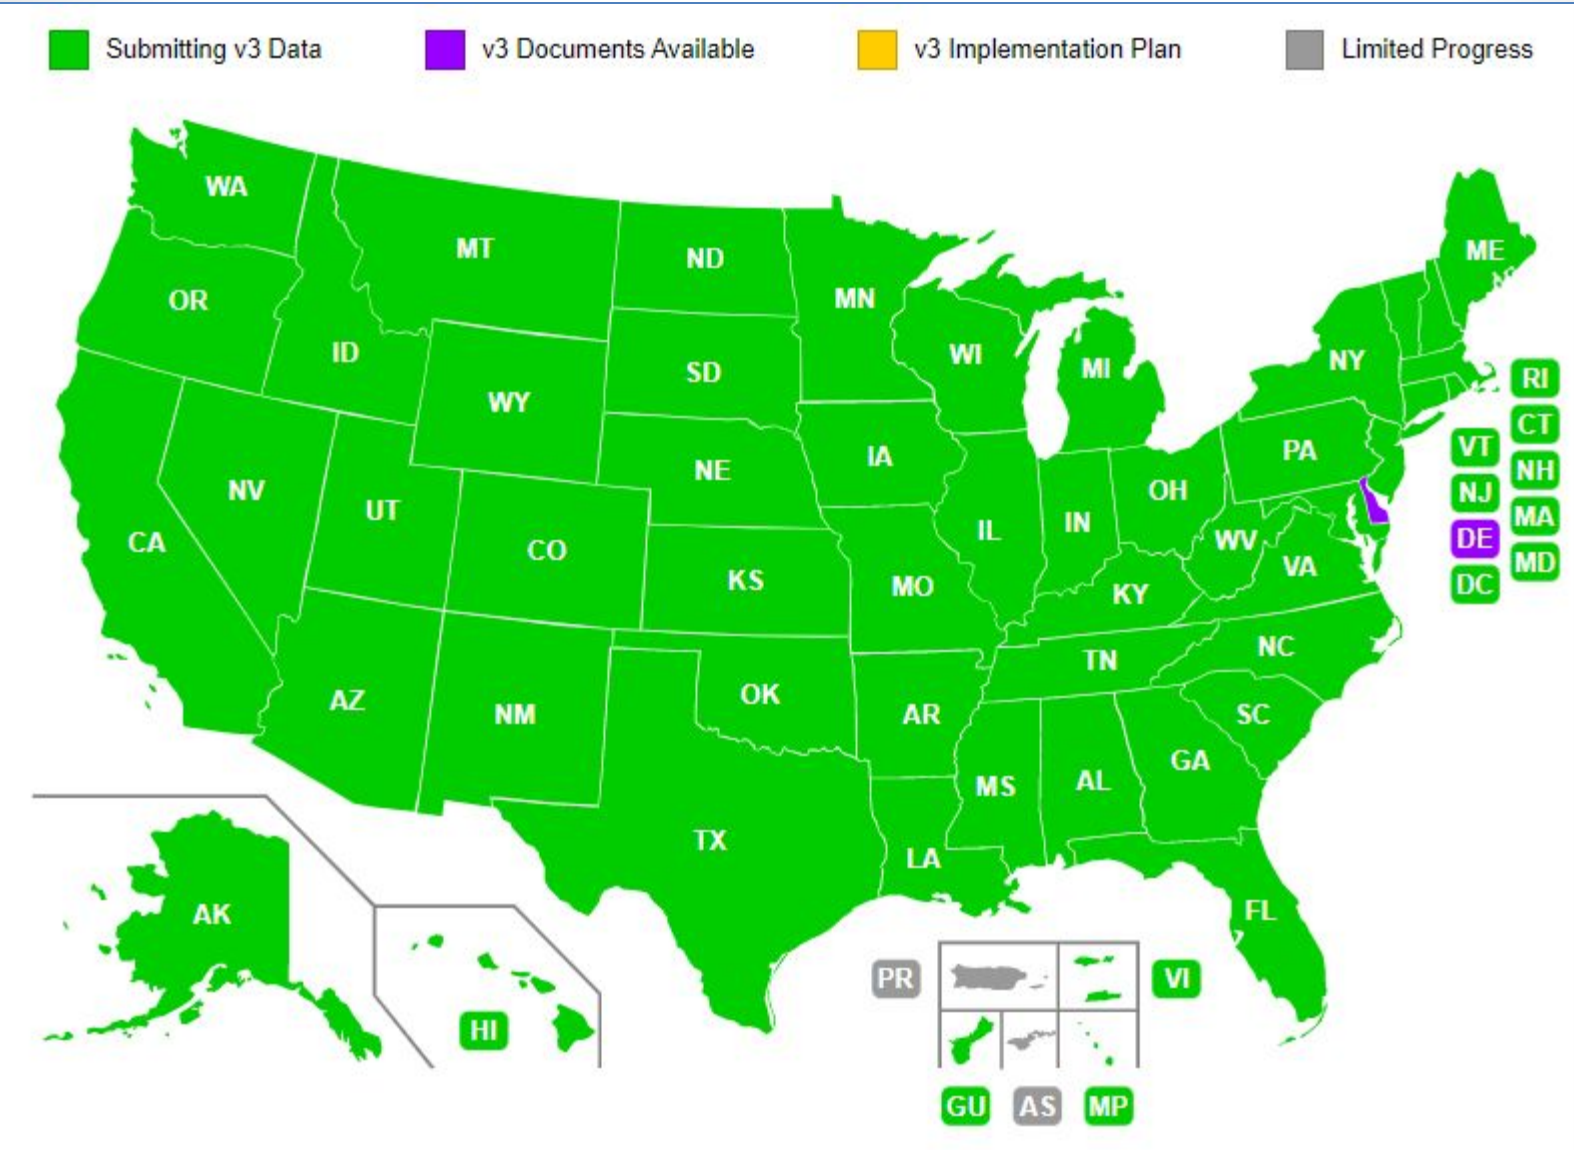 Submitting v3 Data
v3 Documents Available
v3 Implementation Plan
Limited Progress
WA
MT
ND
MN
ME
OR
ID
SD
WI
MI
NY
WY
RI
CT
IA
PA
VT
NE
NH
NV
OH
NJ
UT
MA
IL
IN
CA
CO
WV
DE
MD
VA
KS
MO
KY
DC
NC
TN
AZ
NM
OK
AR
SC
GA
MS
AL
TX
LA
AK
FL
PR
VI
HI
GU
AS
MP